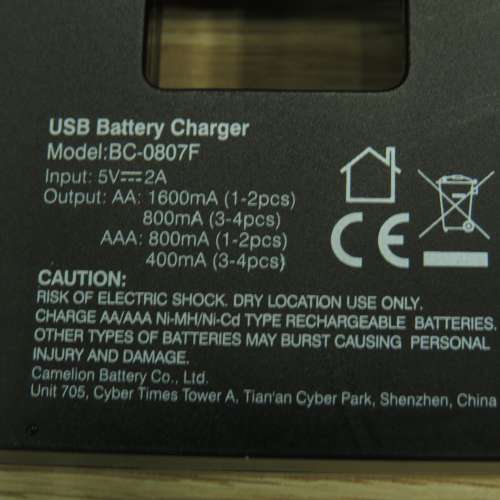 USB Battery Charger
Model:BC-0807F
Input: 5V⎓2A
Output: AA: 1600mA (1-2pcs)
800mA (3-4pcs)
AAA: 800mA (1-2pcs)
400mA (3-4pcs)
CE
CAUTION:
RISK OF ELECTRIC SHOCK. DRY LOCATION USE ONLY.
CHARGE AA/AAA Ni-MH/Ni-Cd TYPE RECHARGEABLE BATTERIES.
OTHER TYPES OF BATTERIES MAY BURST CAUSING PERSONAL
INJURY AND DAMAGE.
Camelion Battery Co., Ltd.
Unit 705, Cyber Times Tower A, Tian'an Cyber Park, Shenzhen, China